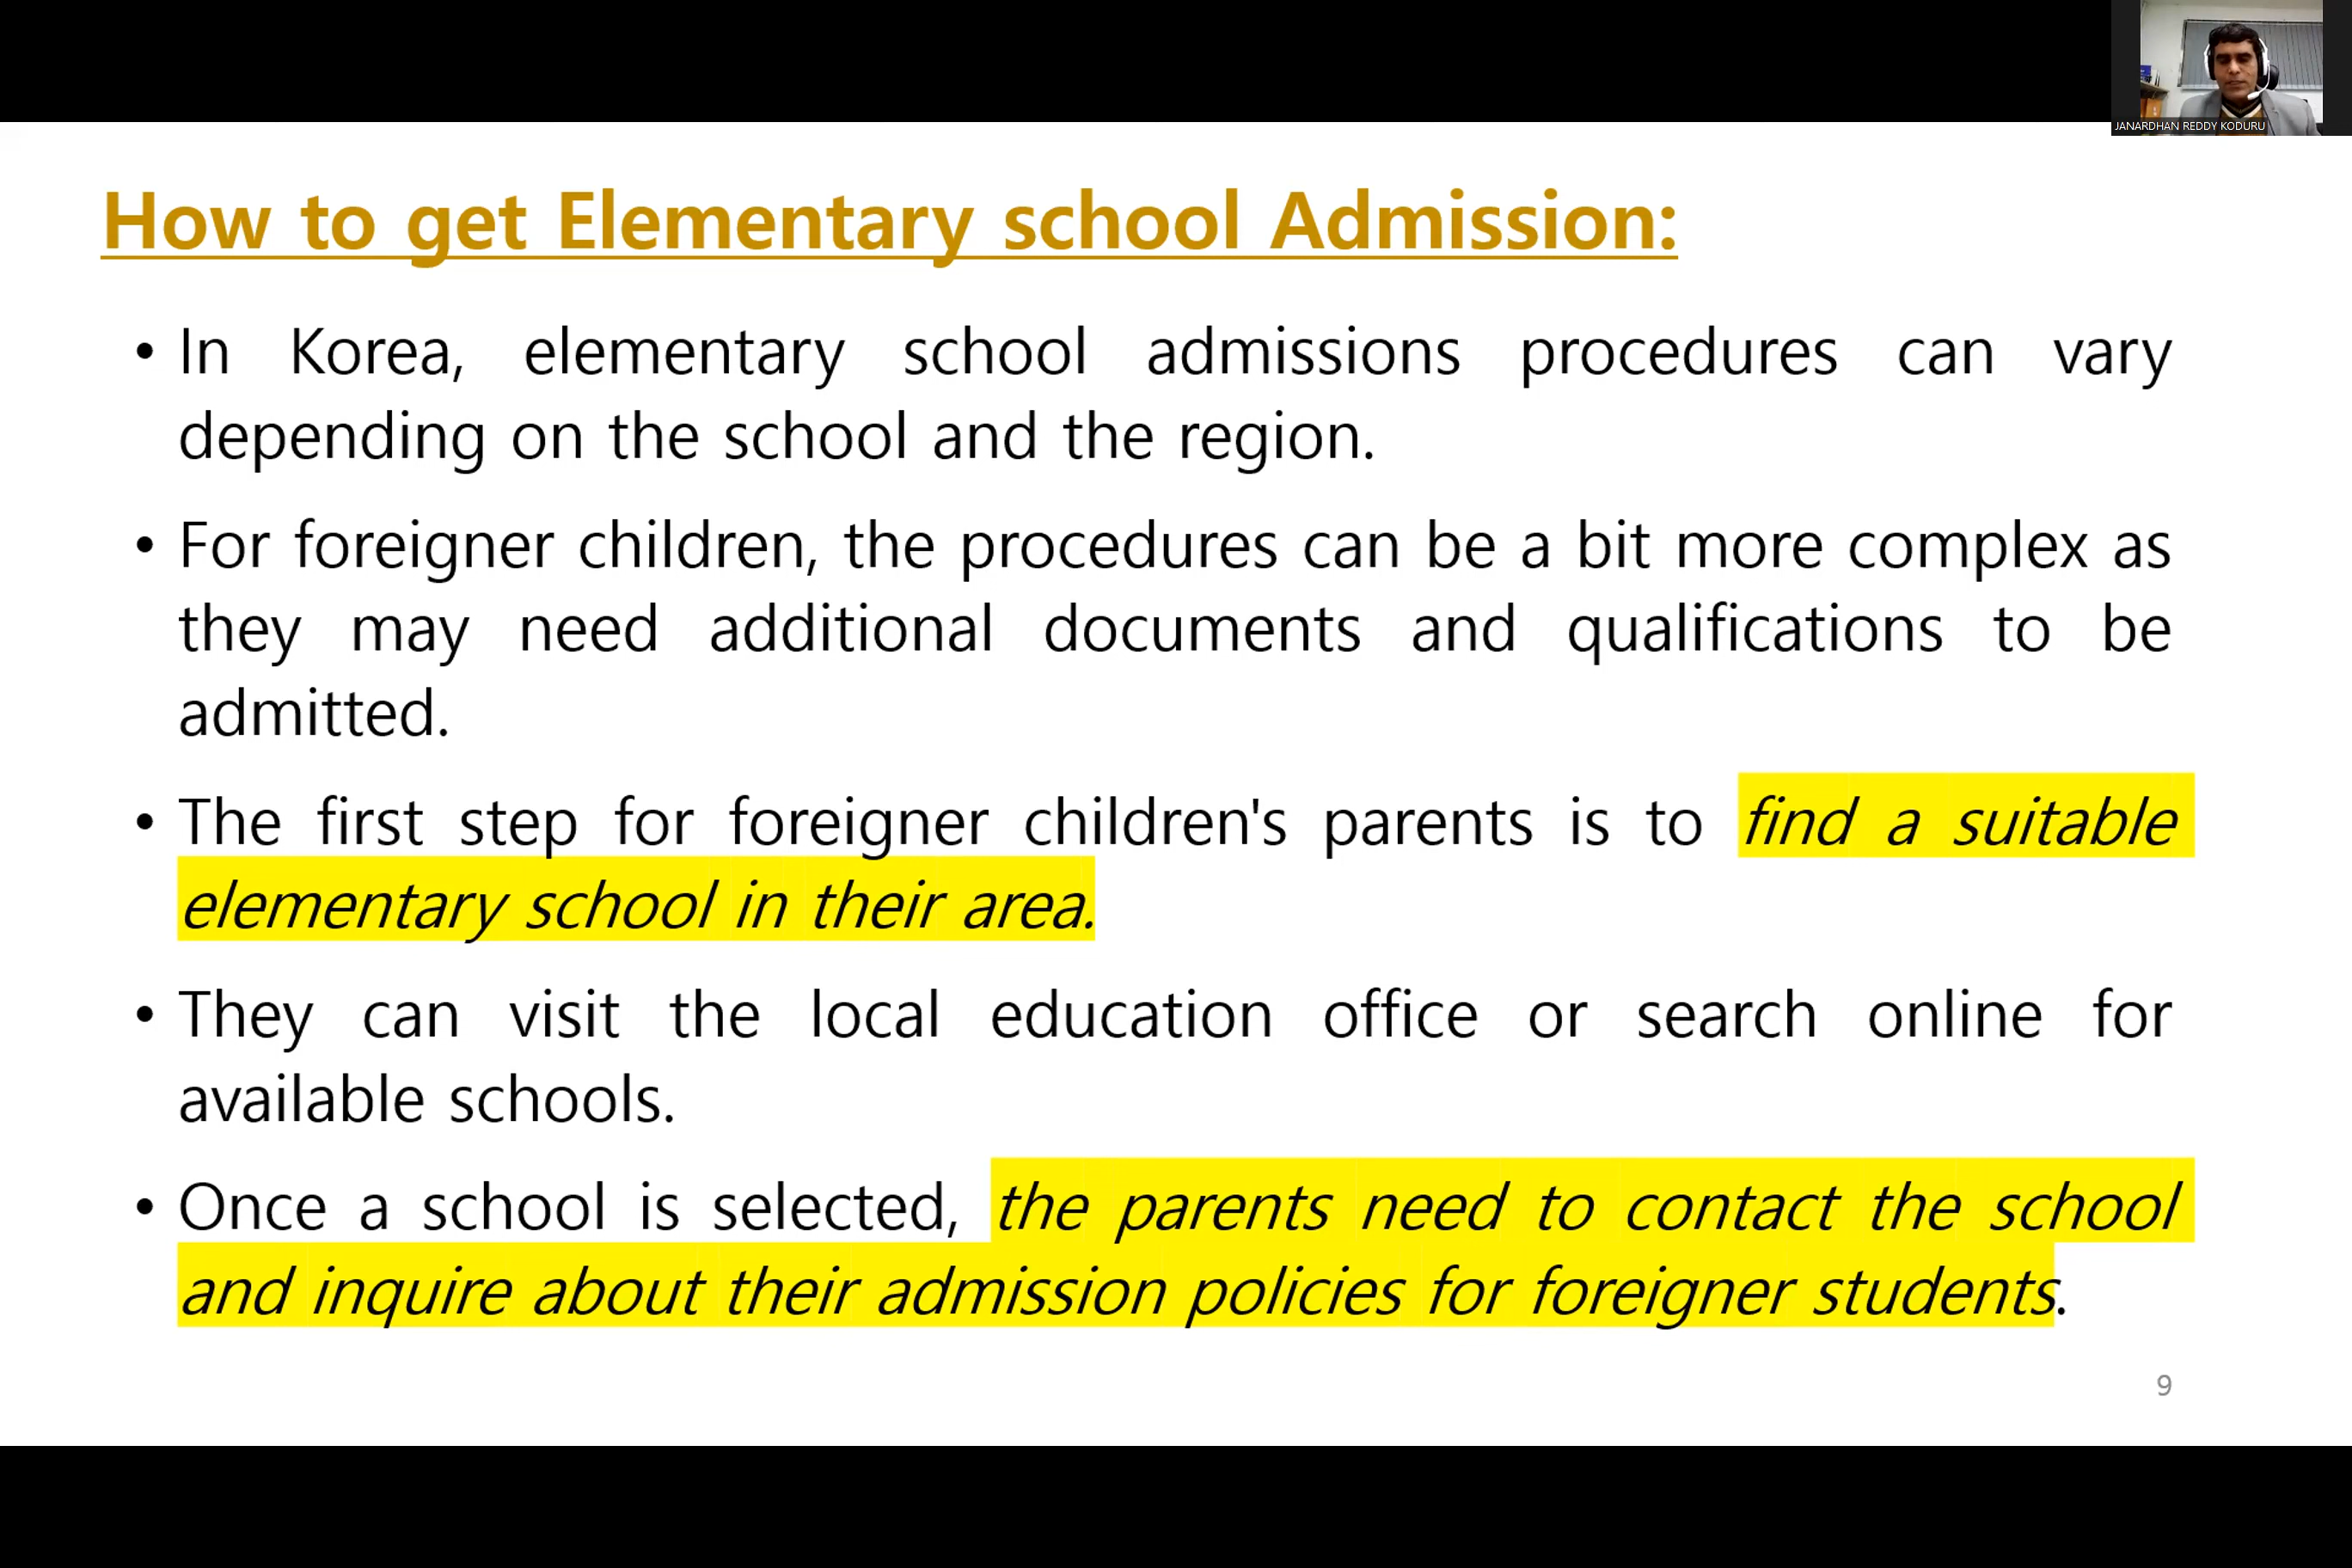 JANARDHAN REDDY KODURU
How to get Elementary school Admission:
• In Korea, elementary school admissions procedures can vary
depending on the school and the region.
• For foreigner children, the procedures can be a bit more complex as
they may need additional documents and qualifications to be
admitted.
• The first step for foreigner children's parents is to find a suitable
elementary school in their area.
• They can visit the local education office or search online for
available schools.
• Once a school is selected, the parents need to contact the school
and inquire about their admission policies for foreigner students.
9